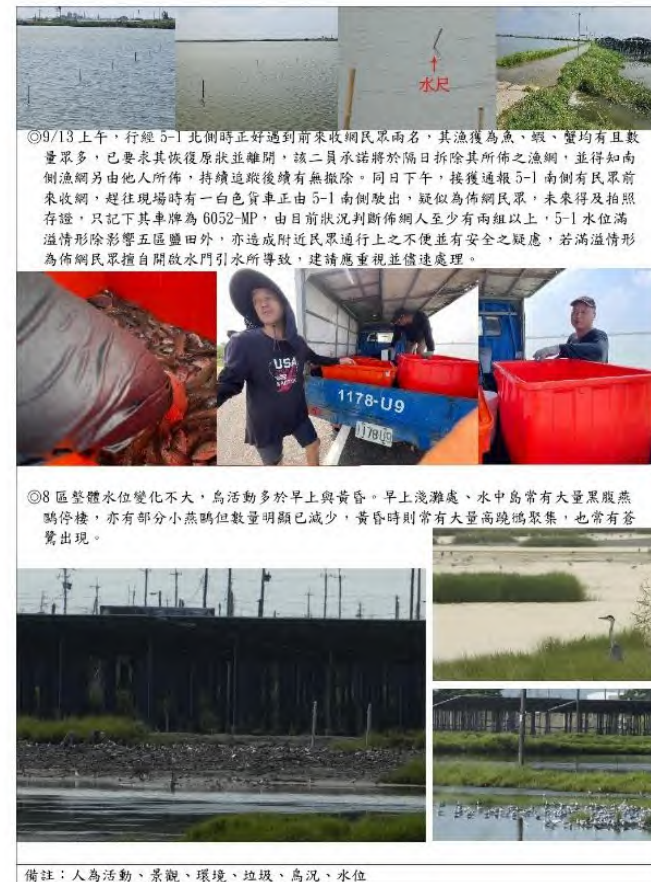 水尺
◎9/13 上午，行經 5-1 北側時正好遇到前來收網民眾兩名，其漁獲為魚、蝦、蟹均有且數
量眾多，已要求其恢復原狀並離開，該二員承諾將於隔日拆除其所佈之漁網，並得知南
側漁網另由他人所佈，持續追蹤後續有無撤除。同日下午，接獲通報 5-1 南側有民眾前
來收網，趕往現場時有一白色貨車正由 5-1 南側駛出，疑似為佈網民眾，未來得及拍照
存證，只記下其車牌為 6052-MP，由目前狀況判斷佈網人至少有兩組以上，5-1 水位滿
溢情形除影響五區鹽田外，亦造成附近民眾通行上之不便並有安全之疑慮，若滿溢情形
為佈網民眾擅自開啟水門引水所導致，建請應重視並儘速處理。
USA
1178-U9
1178U9
◎8 區整體水位變化不大，鳥活動多於早上與黃昏。早上淺灘處、水中島常有大量黑腹燕
鷗停棲，亦有部分小燕鷗但數量明顯已減少，黃昏時則常有大量高蹺鴴聚集，也常有蒼
鷺出現。
備註：人為活動、景觀、環境、垃圾、鳥況、水位